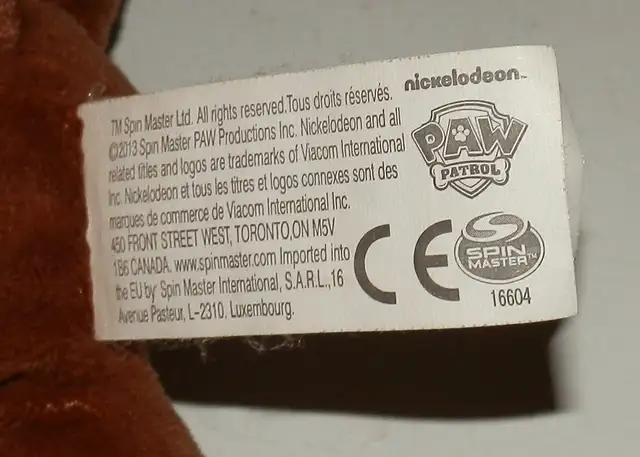 ™ Spin Master Ltd. All rights reserved.Tous droits réservés.
©2013 Spin Master PAW Productions Inc. Nickelodeon and all
related titles and logos are trademarks of Viacom International
Inc. Nickelodeon et tous les titres et logos connexes sont des
marques de commerce de Viacom International Inc.
450 FRONT STREET WEST, TORONTO,ON M5V
1B6 CANADA. www.spinmaster.com Imported into
the EU by Spin Master International, S.A.R.L.,16
Avenue Pasteur, L-2310, Luxembourg.
nickelodeon™
PAW
PATROL
CE
SPIN
MASTER™
16604